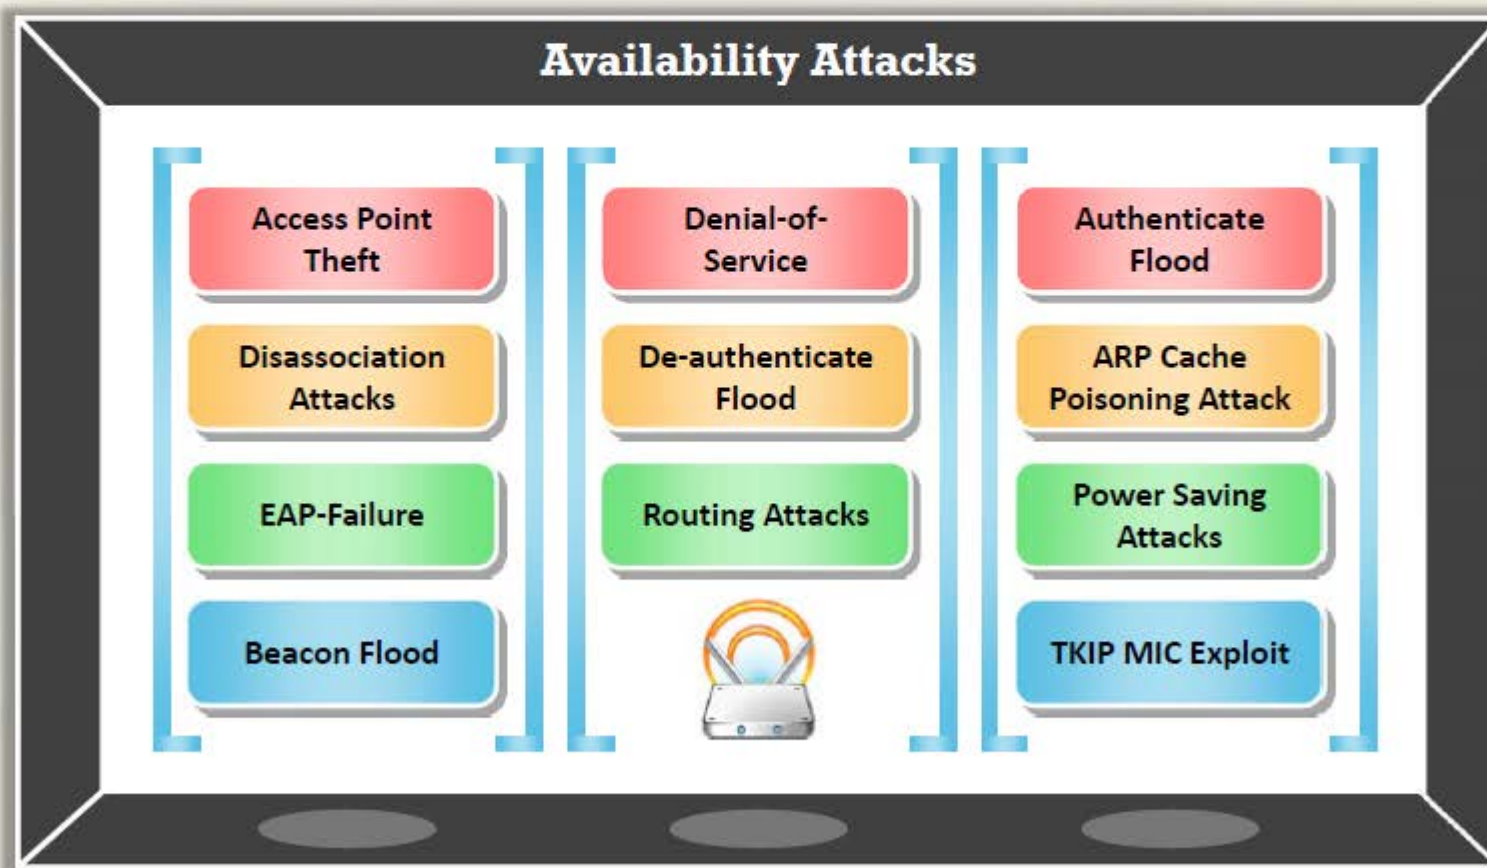 Availability Attacks
Access Point
Theft
Disassociation
Attacks
EAP-Failure
Beacon Flood
Denial-of-
Service
De-authenticate
Flood
Routing Attacks
Authenticate
Flood
ARP Cache
Poisoning Attack
Power Saving
Attacks
TKIP MIC Exploit